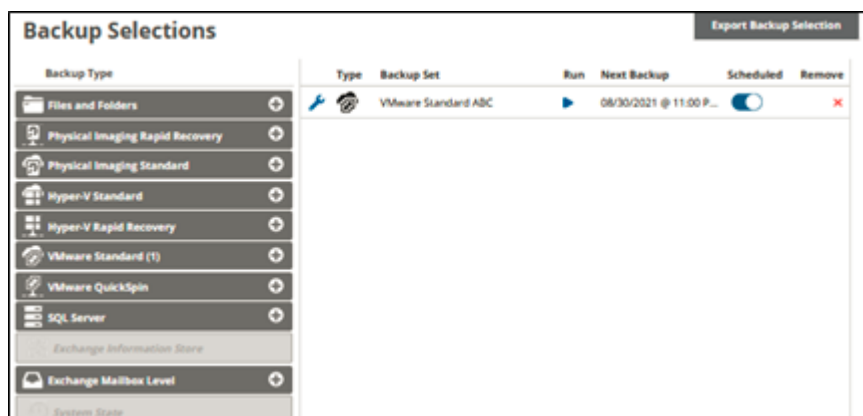 Backup Selections
Export Backup Selection
Backup Type
Type Backup Set Run Next Backup Scheduled Remove
Files and Folders
VMware Standard ABC 08/30/2021 @ 11:00 P...
Physical Imaging Rapid Recovery
Physical Imaging Standard
Hyper-V Standard
Hyper-V Rapid Recovery
VMware Standard (1)
VMware QuickSpin
SQL Server
Exchange Information Store
Exchange Mailbox Level
System State